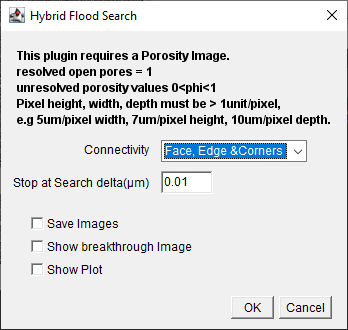 Hybrid Flood Search
This plugin requires a Porosity Image.
resolved open pores = 1
unresolved porosity values 0<phi<1
Pixel height, width, depth must be > 1unit/pixel,
e.g 5um/pixel width, 7um/pixel height, 10um/pixel depth.
Connectivity Face, Edge &Corners
Stop at Search delta(μm) 0.01
Save Images
Show breakthrough Image
Show Plot
OK Cancel